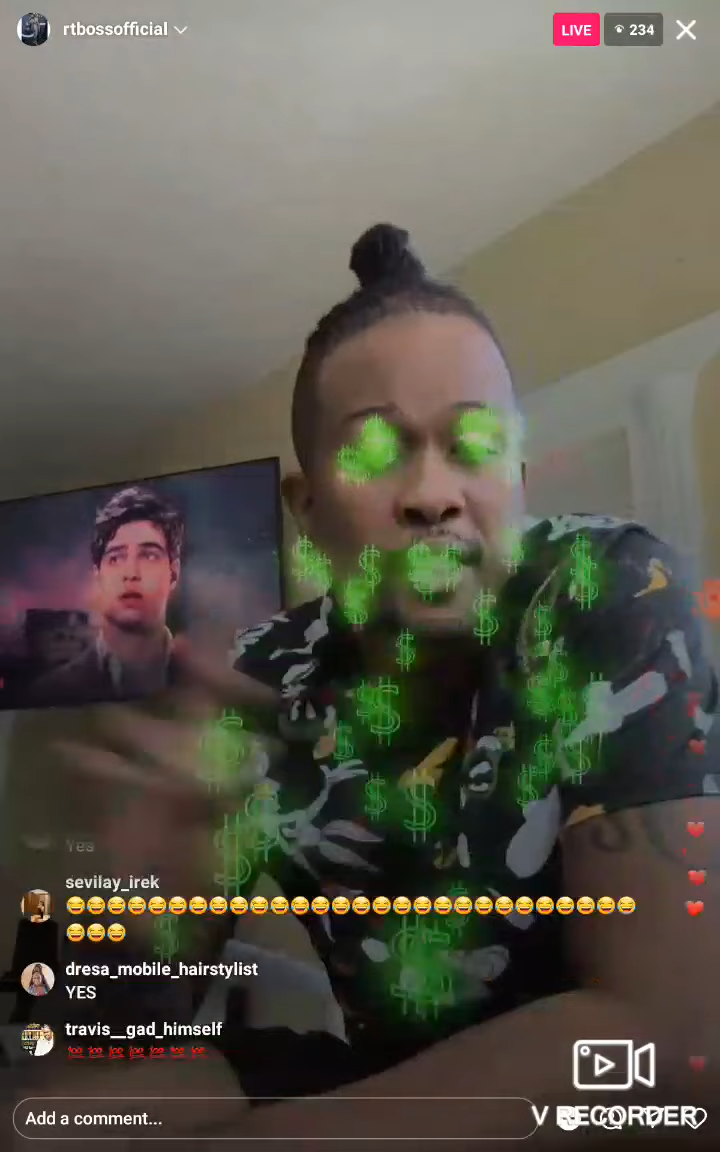 rtbossofficial
LIVE
234
Yes
sevilay_irek
😂😂😂😂😂😂😂😂😂😂😂😂😂😂😂😂😂😂😂😂😂😂😂😂😂😂😂😂
😂😂😂
dresa_mobile_hairstylist
YES
travis__gad_himself
💯💯💯💯💯💯💯
Add a comment...
V RECORDER